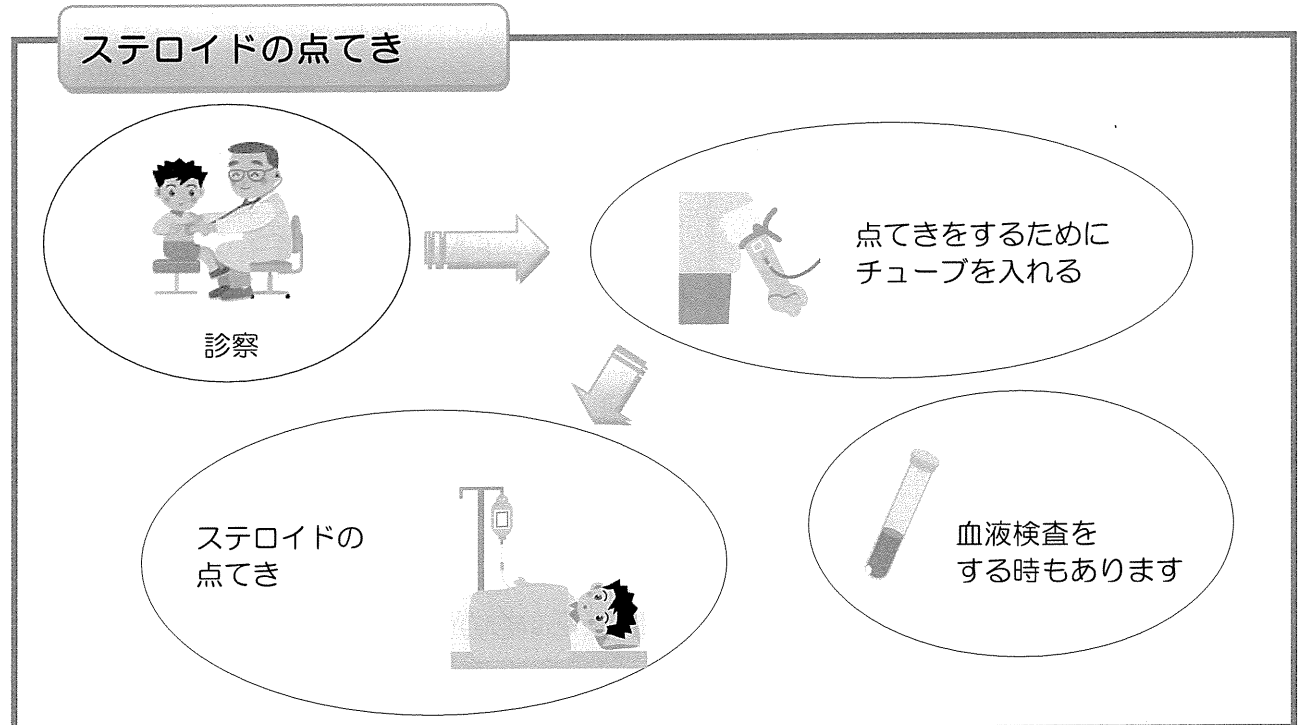 ステロイドの点てき
診察
点てきをするために
チューブを入れる
ステロイドの
点てき
血液検査を
する時もあります